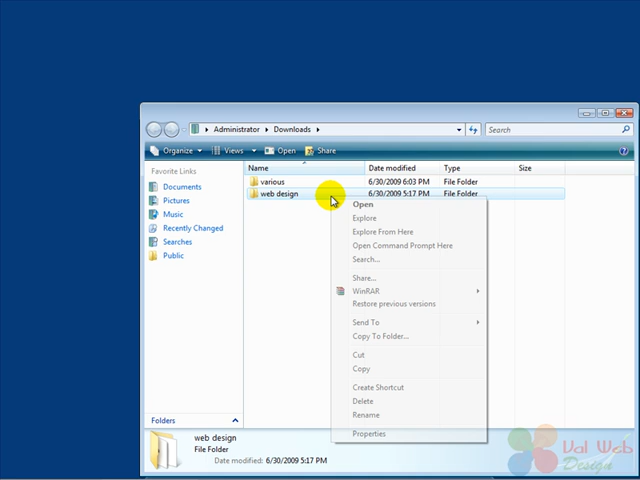 Administrator Downloads
Search
Organize Views Open Share
Favorite Links
Documents
Pictures
Music
Recently Changed
Searches
Public
Folders
Name Date modified Type Size
various 6/30/2009 6:03 PM File Folder
web design 6/30/2009 5:17 PM File Folder
Open
Explore
Explore From Here
Open Command Prompt Here
Search...
Share...
WinRAR
Restore previous versions
Send To
Copy To Folder...
Cut
Copy
Create Shortcut
Delete
Rename
Properties
web design
File Folder
Date modified: 6/30/2009 5:17 PM
Val Web
Design